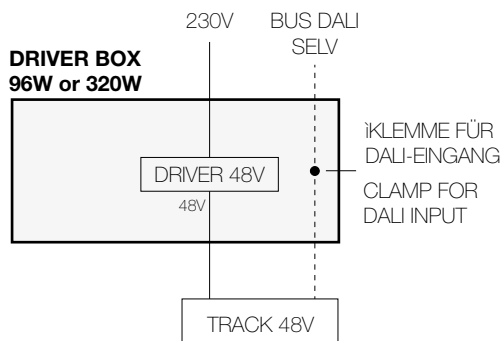 230V
BUS DALI
SELV
DRIVER BOX
96W or 320W
ìKLEMME FÜR
DALI-EINGANG
CLAMP FOR
DALI INPUT
DRIVER 48V
48V
TRACK 48V